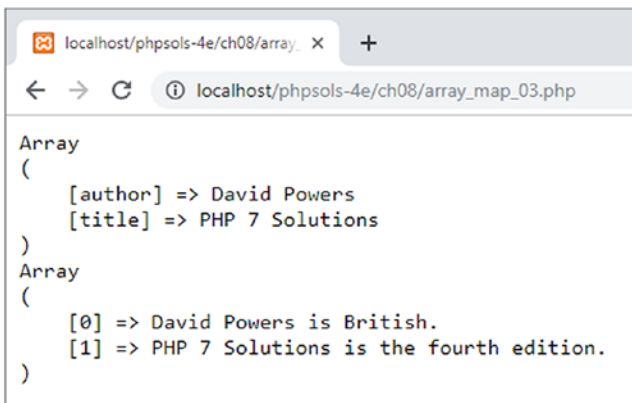 localhost/phpsols-4e/ch08/array_
localhost/phpsols-4e/ch08/array_map_03.php
Array
(
    [author] => David Powers
    [title] => PHP 7 Solutions
)
Array
(
    [0] => David Powers is British.
    [1] => PHP 7 Solutions is the fourth edition.
)